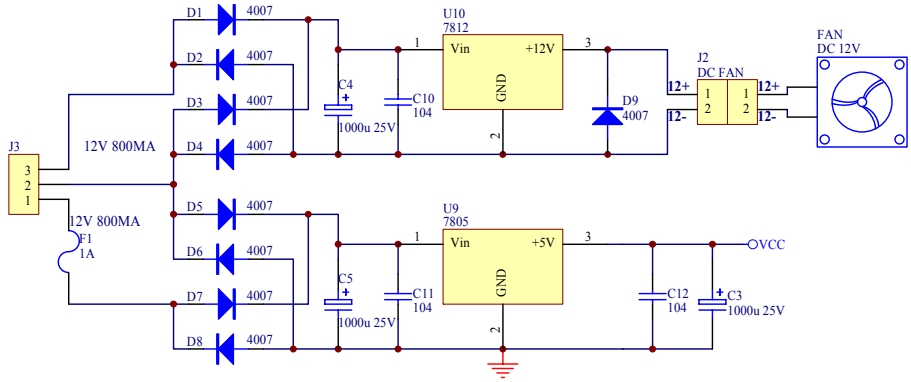 D1 4007
D2 4007
D3 4007
D4 4007
12V 800MA
J3
3
2
1
12V 800MA
F1
1A
D5 4007
D6 4007
D7 4007
D8 4007
C4
+
1000u 25V
C10
104
U10
7812
1 Vin +12V 3
GND
2
D9
4007
J2
DC FAN
12+ 1 1 12+
12- 2 2 12-
FAN
DC 12V
C5
+
1000u 25V
C11
104
U9
7805
1 Vin +5V 3
GND
2
C12
104
C3
+
1000u 25V
VCC